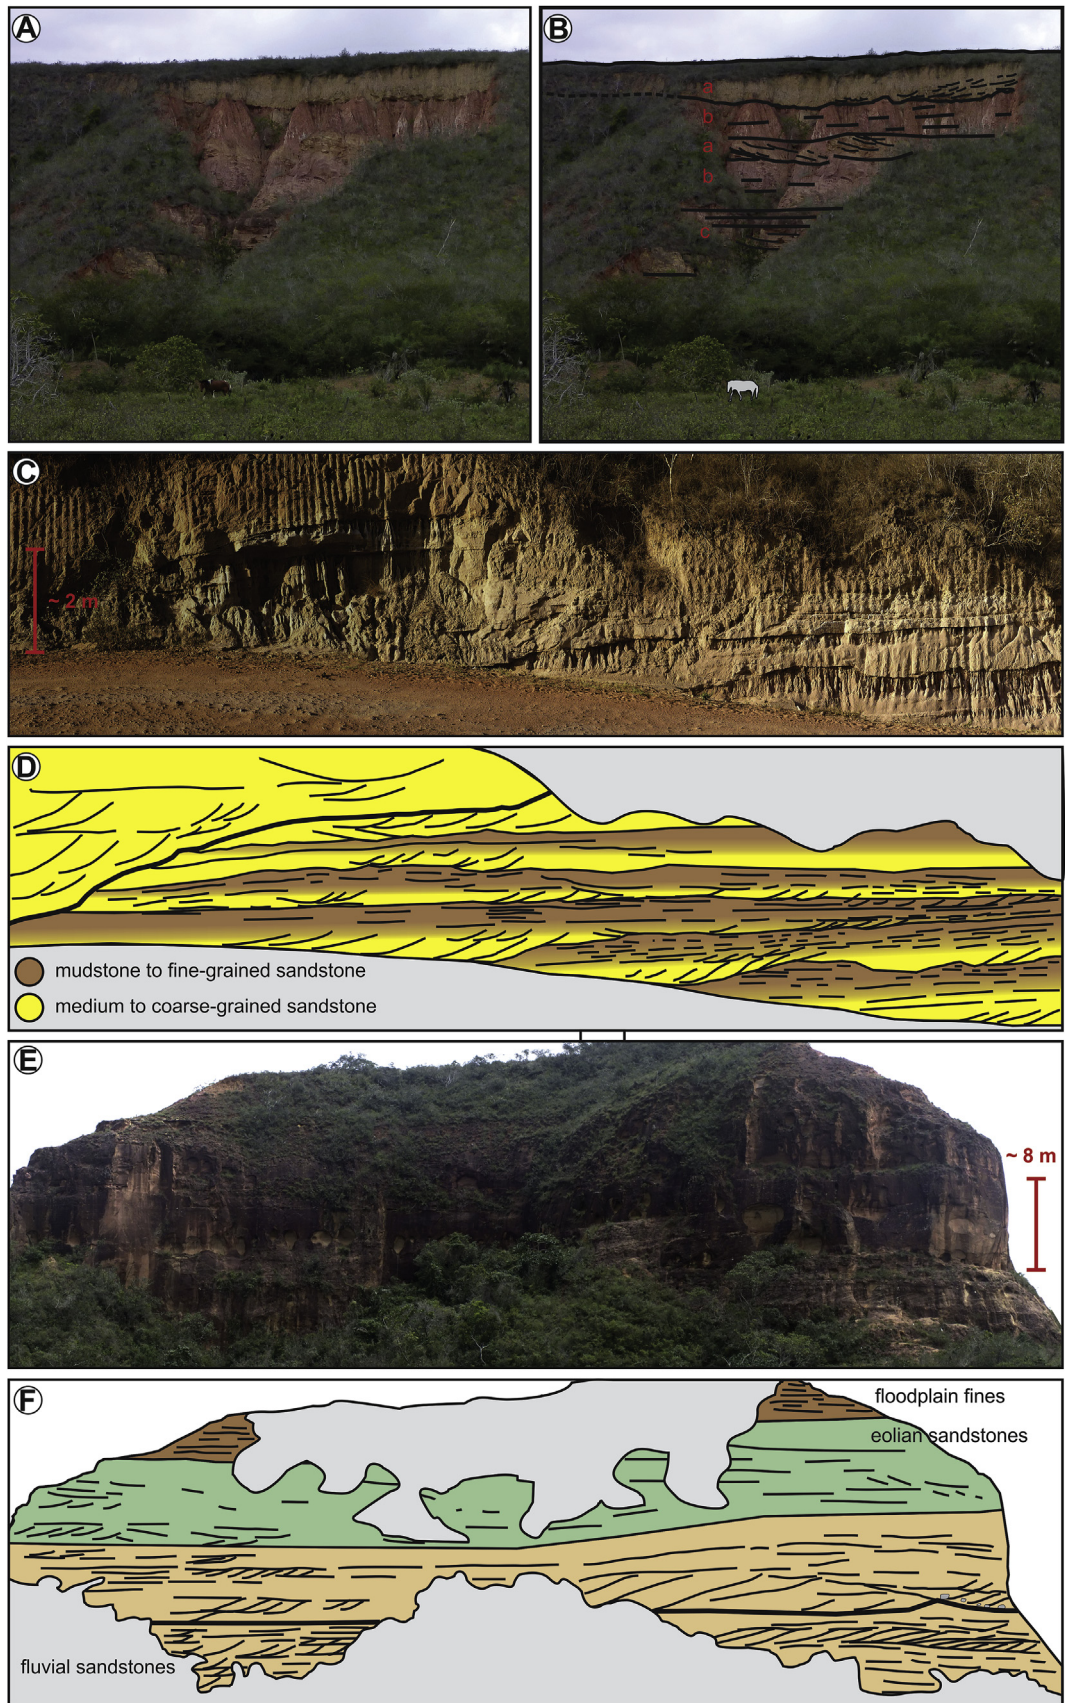 A
B
a
b
a
b
c
C
~ 2 m
D
mudstone to fine-grained sandstone
medium to coarse-grained sandstone
E
~ 8 m
F
floodplain fines
eolian sandstones
fluvial sandstones